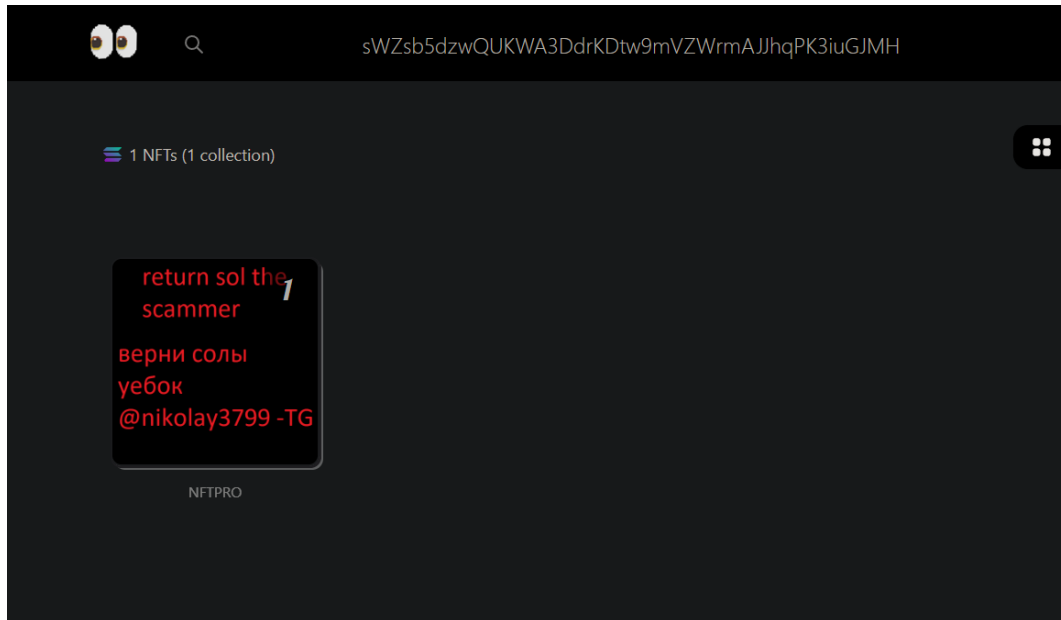 sWZsb5dzwQUKWA3DdrKDtw9mVZWrmAJJhqPK3iuGJMH
1 NFTs (1 collection)
return sol the
1
scammer
верни солы
уебок
@nikolay3799 -TG
NFTPRO